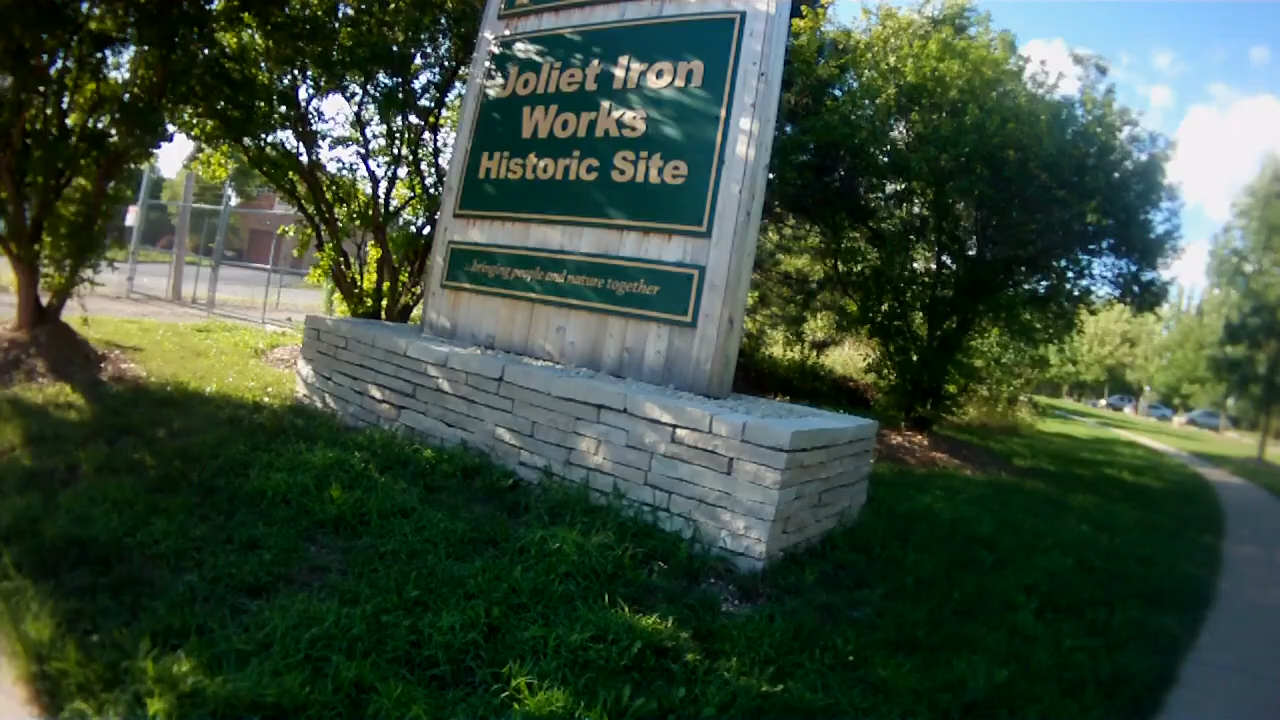 Joliet Iron
Works
Historic Site
...bringing people and nature together